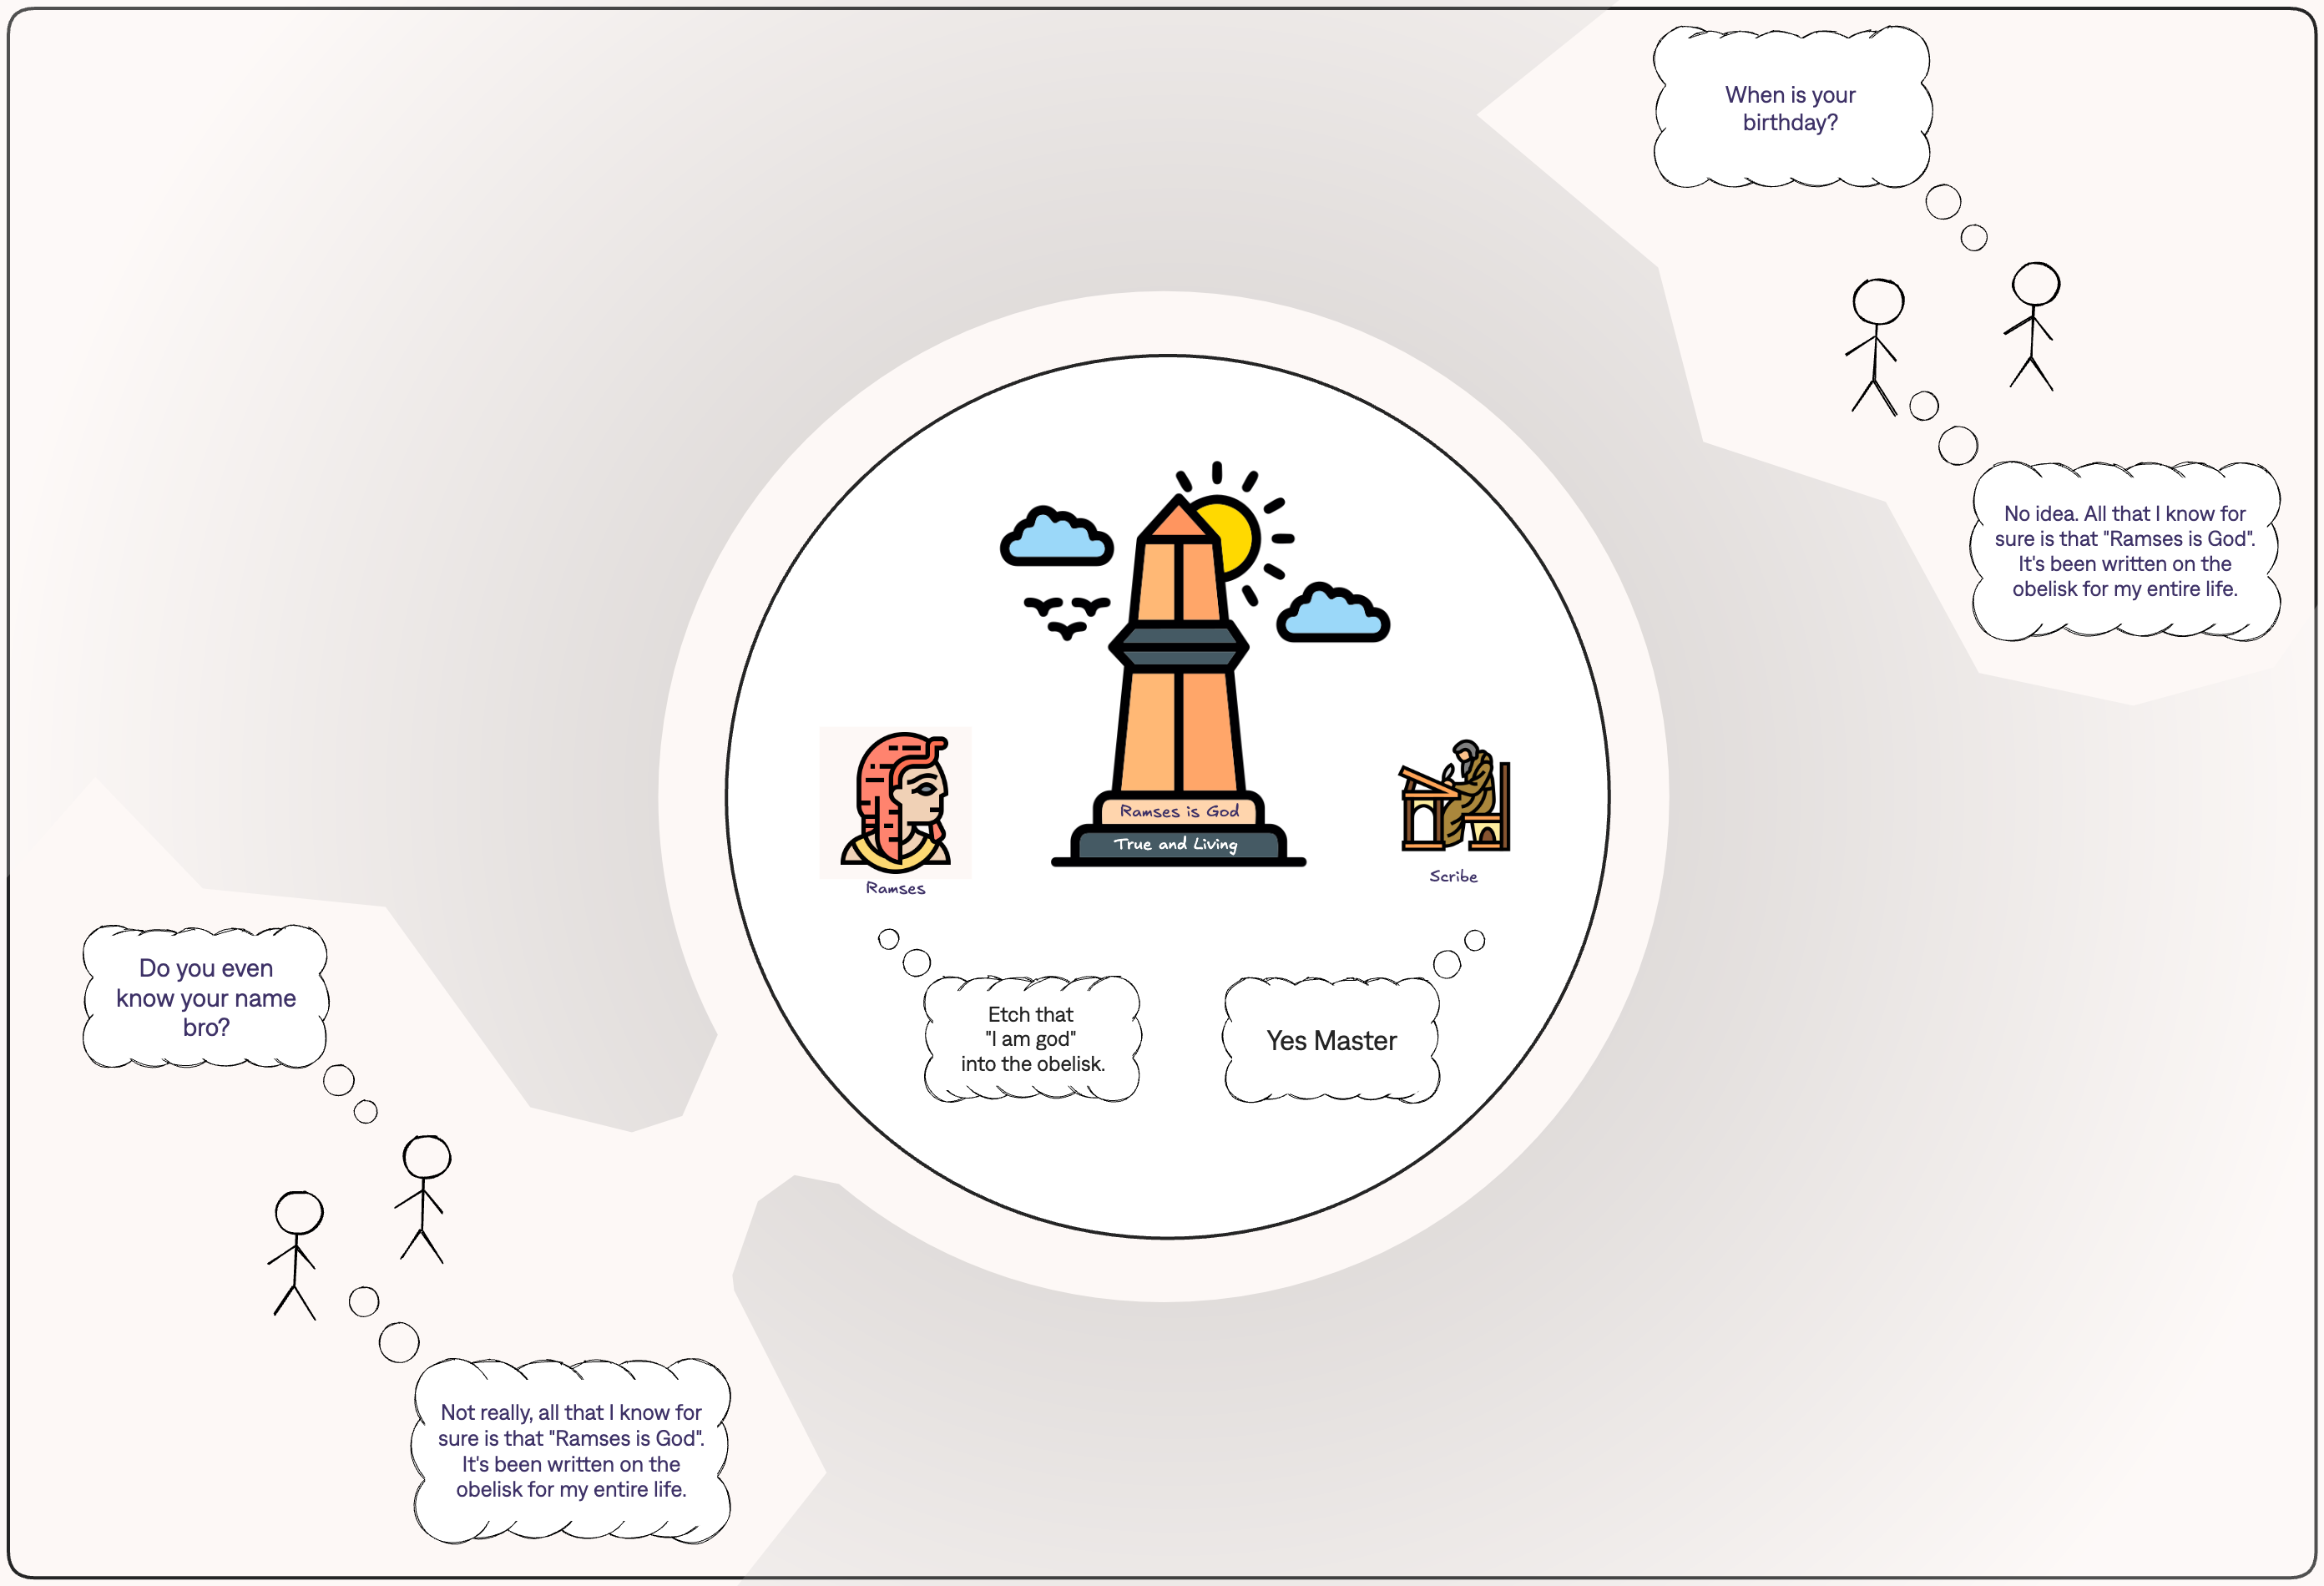 When is your
birthday?
No idea. All that I know for
sure is that "Ramses is God".
It's been written on the
obelisk for my entire life.
Ramses is God
True and Living
Ramses
Scribe
Etch that
"I am god"
into the obelisk.
Yes Master
Do you even
know your name
bro?
Not really, all that I know for
sure is that "Ramses is God".
It's been written on the
obelisk for my entire life.